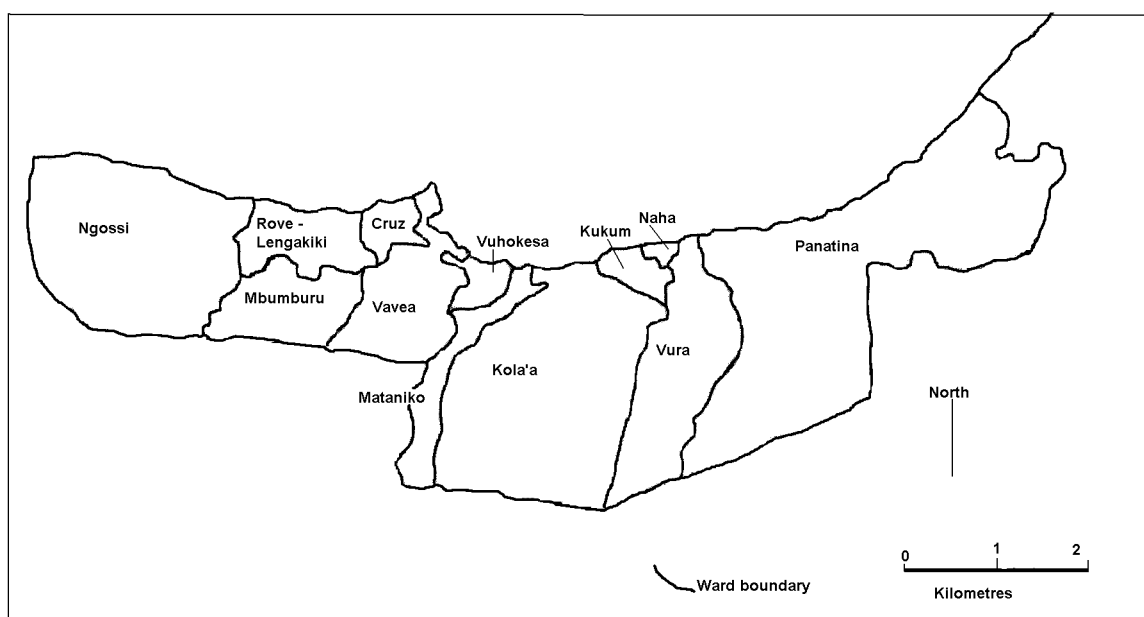 Ngossi
Rove -
Lengakiki
Cruz
Vuhokesa
Kukum
Naha
Panatina
Mbumburu
Vavea
Mataniko
Kola'a
Vura
North
0 1 2
Kilometres
Ward boundary